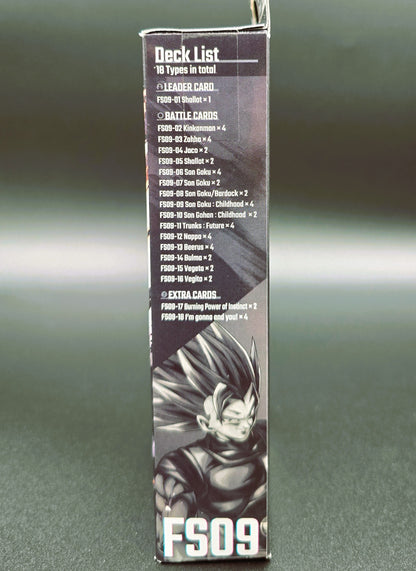 Deck List
18 Types in total
LEADER CARD
FS09-01 Shallot × 1
BATTLE CARDS
FS09-02 Kinkanman × 4
FS09-03 Zahha × 4
FS09-04 Jaco × 2
FS09-05 Shallot × 2
FS09-06 Son Goku × 4
FS09-07 Son Goku × 2
FS09-08 Son Goku/Bardock × 2
FS09-09 Son Goku : Childhood × 4
FS09-10 Son Gohan : Childhood × 2
FS09-11 Trunks : Future × 4
FS09-12 Nappa × 4
FS09-13 Beerus × 4
FS09-14 Bulma × 2
FS09-15 Vegeta × 2
FS09-16 Vegito × 2
EXTRA CARDS
FS09-17 Burning Power of Instinct × 2
FS09-18 I'm gonna end you! × 4
FS09